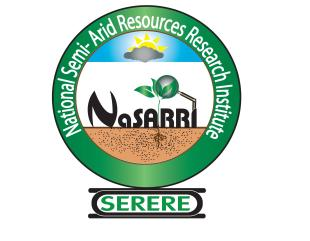 National Semi-Arid Resources Research Institute
NaSARRI
SERERE